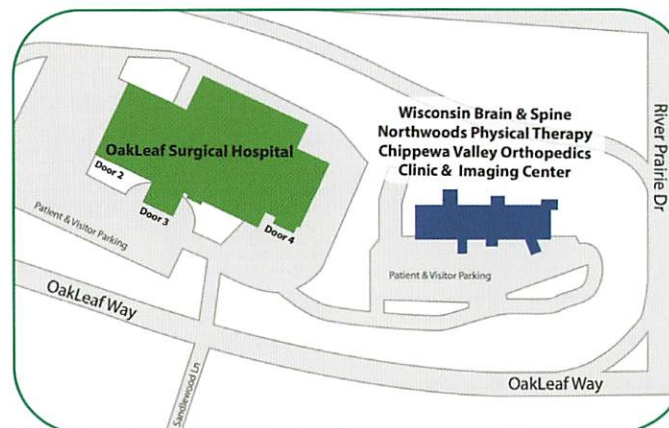 Wisconsin Brain & Spine
Northwoods Physical Therapy
Chippewa Valley Orthopedics
Clinic & Imaging Center
River Prairie Dr
OakLeaf Surgical Hospital
Door 2
Door 3
Door 4
Patient & Visitor Parking
Patient & Visitor Parking
OakLeaf Way
Sandlewood Ln
OakLeaf Way